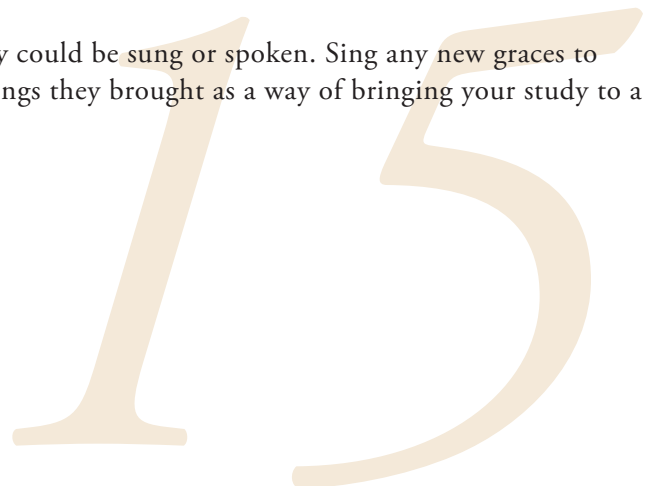 y could be sung or spoken. Sing any new graces to
ngs they brought as a way of bringing your study to a
15